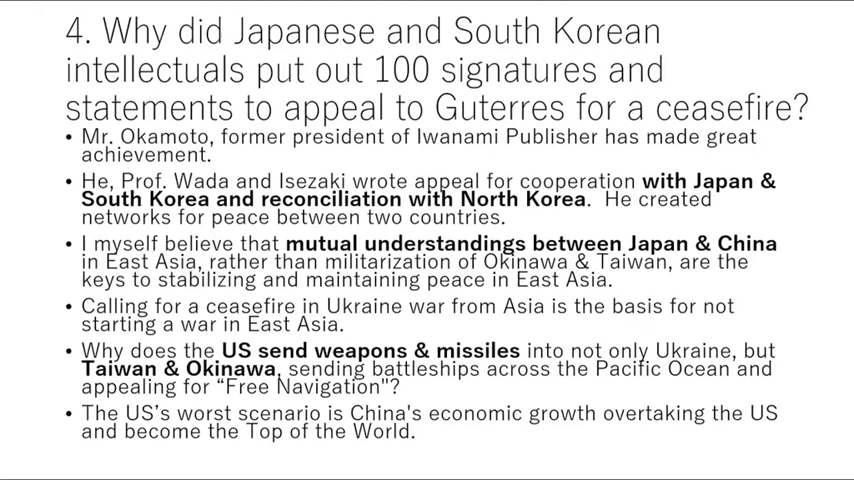 4. Why did Japanese and South Korean
intellectuals put out 100 signatures and
statements to appeal to Guterres for a ceasefire?
• Mr. Okamoto, former president of Iwanami Publisher has made great
achievement.
• He, Prof. Wada and Isezaki wrote appeal for cooperation with Japan &
South Korea and reconciliation with North Korea. He created
networks for peace between two countries.
• I myself believe that mutual understandings between Japan & China
in East Asia, rather than militarization of Okinawa & Taiwan, are the
keys to stabilizing and maintaining peace in East Asia.
• Calling for a ceasefire in Ukraine war from Asia is the basis for not
starting a war in East Asia.
• Why does the US send weapons & missiles into not only Ukraine, but
Taiwan & Okinawa, sending battleships across the Pacific Ocean and
appealing for “Free Navigation"?
• The US’s worst scenario is China's economic growth overtaking the US
and become the Top of the World.